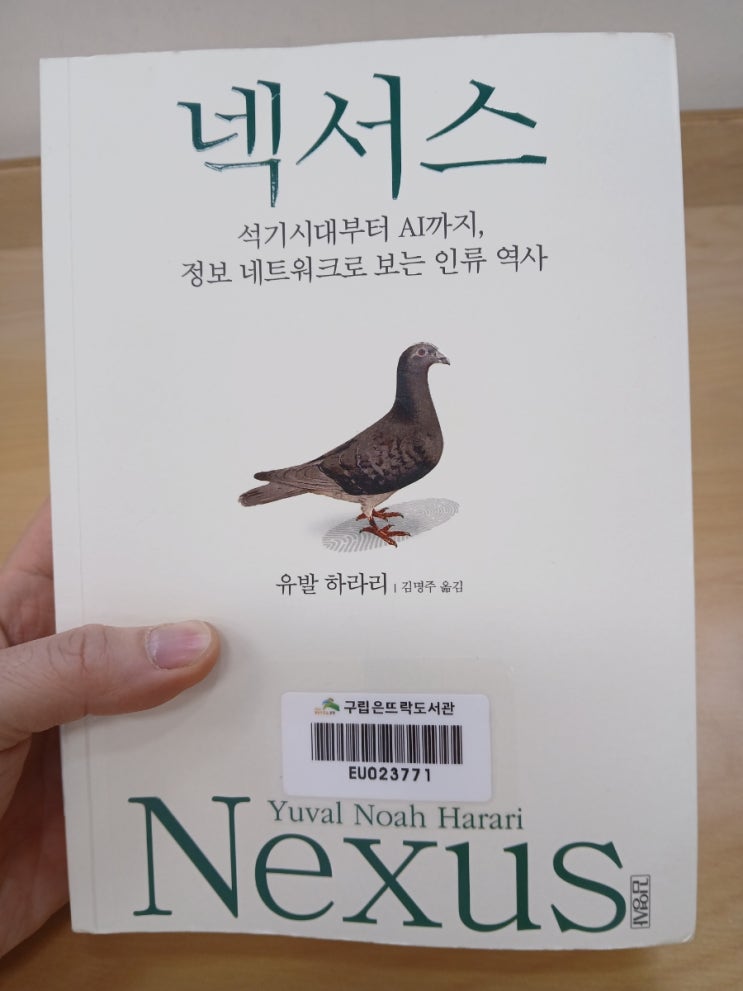 넥서스
석기시대부터 AI까지,
정보 네트워크로 보는 인류 역사
유발 하라리 | 김명주 옮김
구립은뜨락도서관
EU023771
Yuval Noah Harari
Nexus
김영사